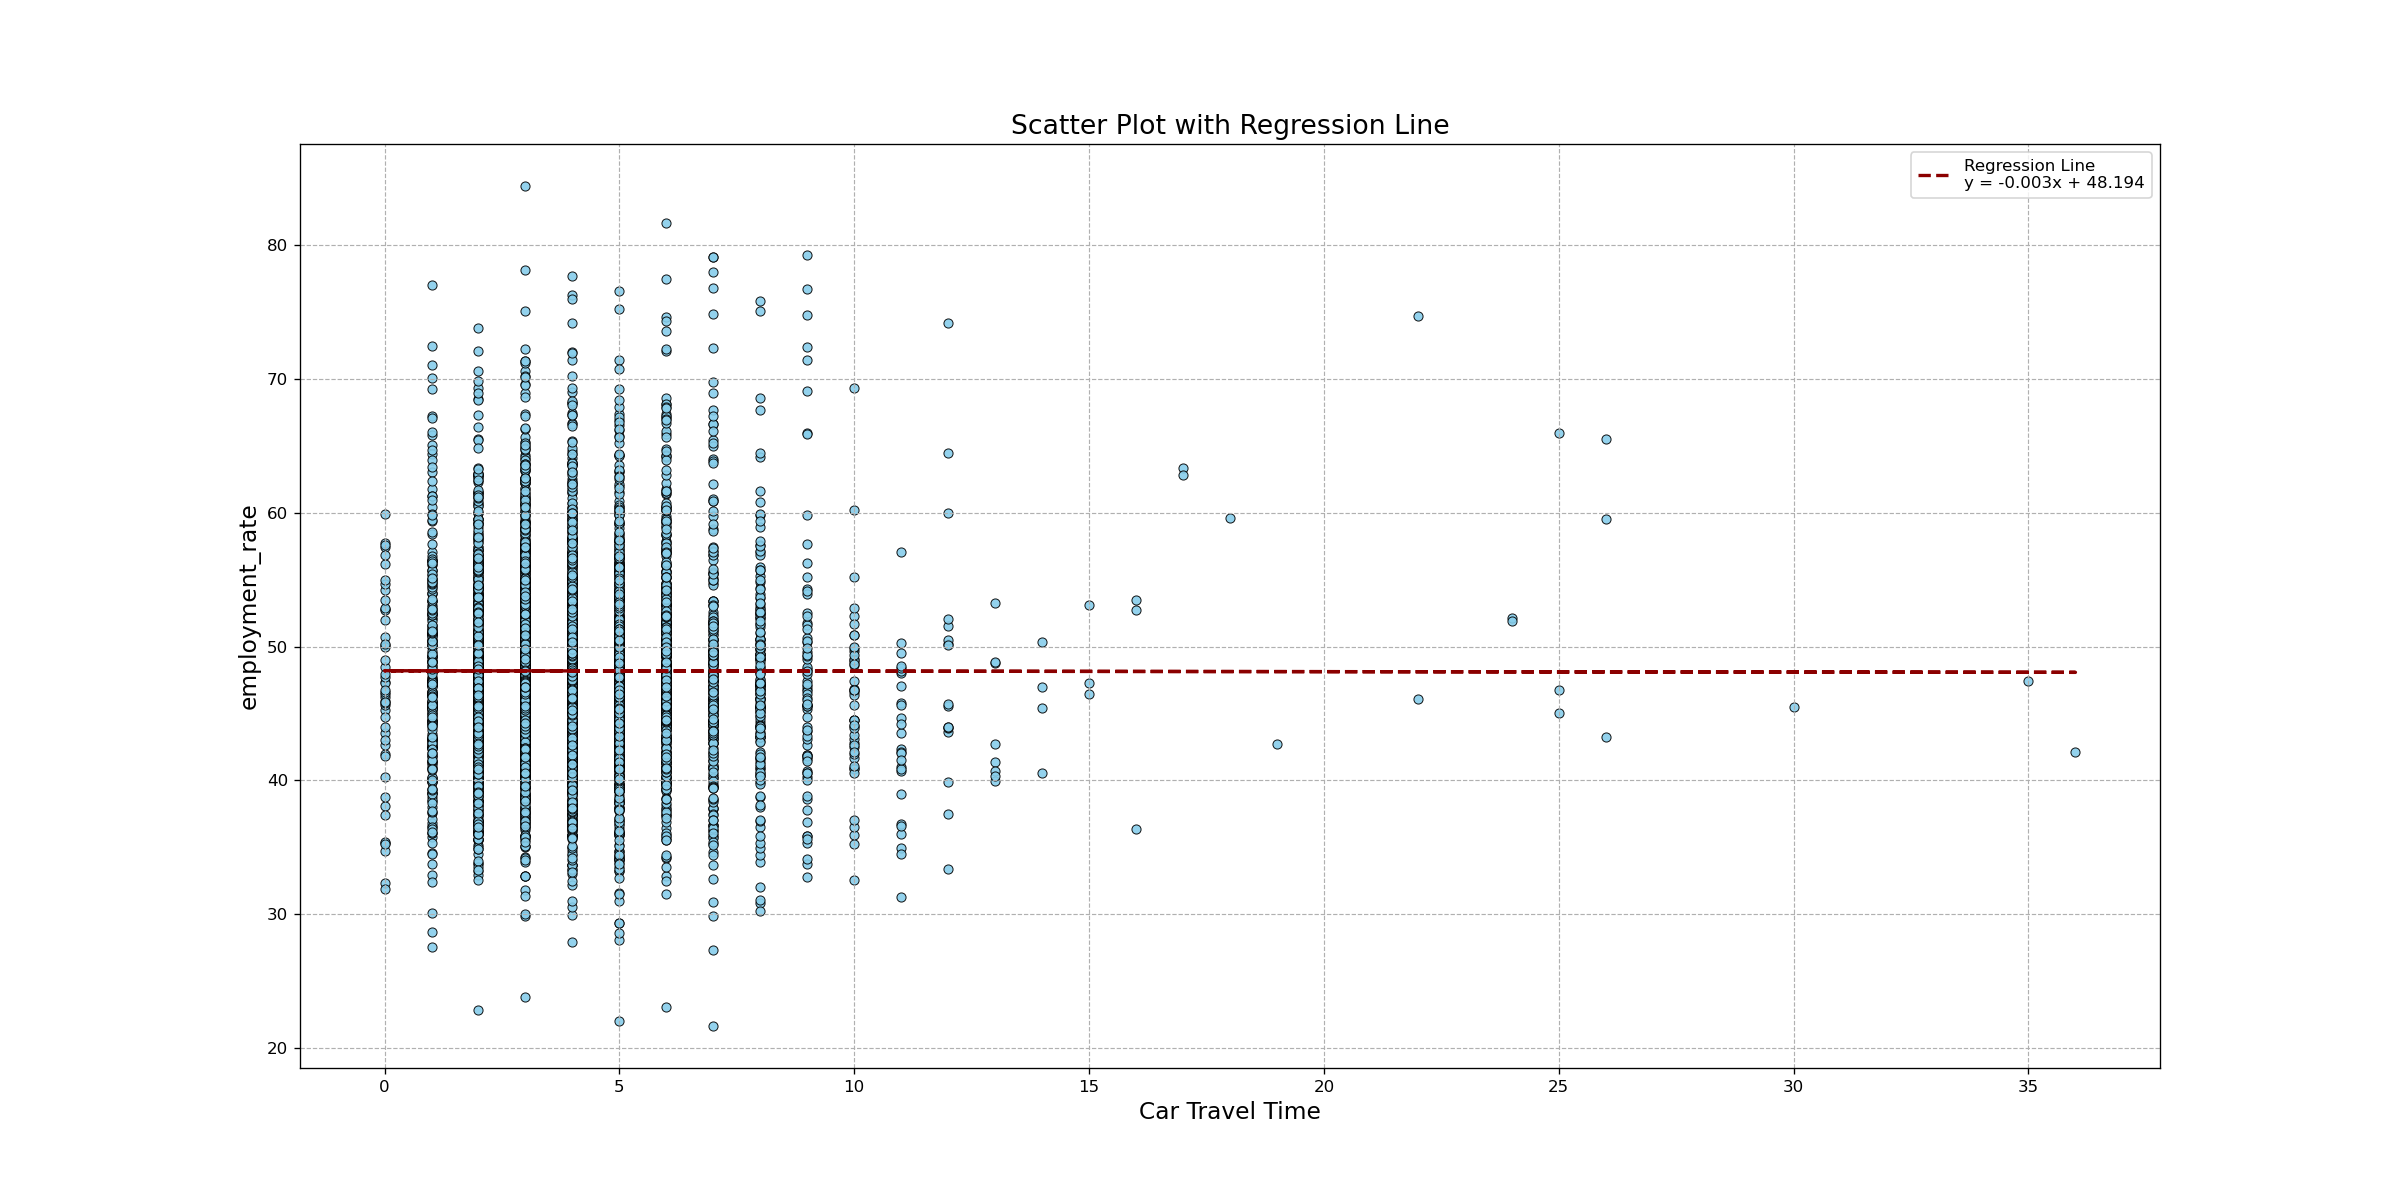 Scatter Plot with Regression Line
Regression Line
y = -0.003x + 48.194
employment_rate
80
70
60
50
40
30
20
0 5 10 15 20 25 30 35
Car Travel Time